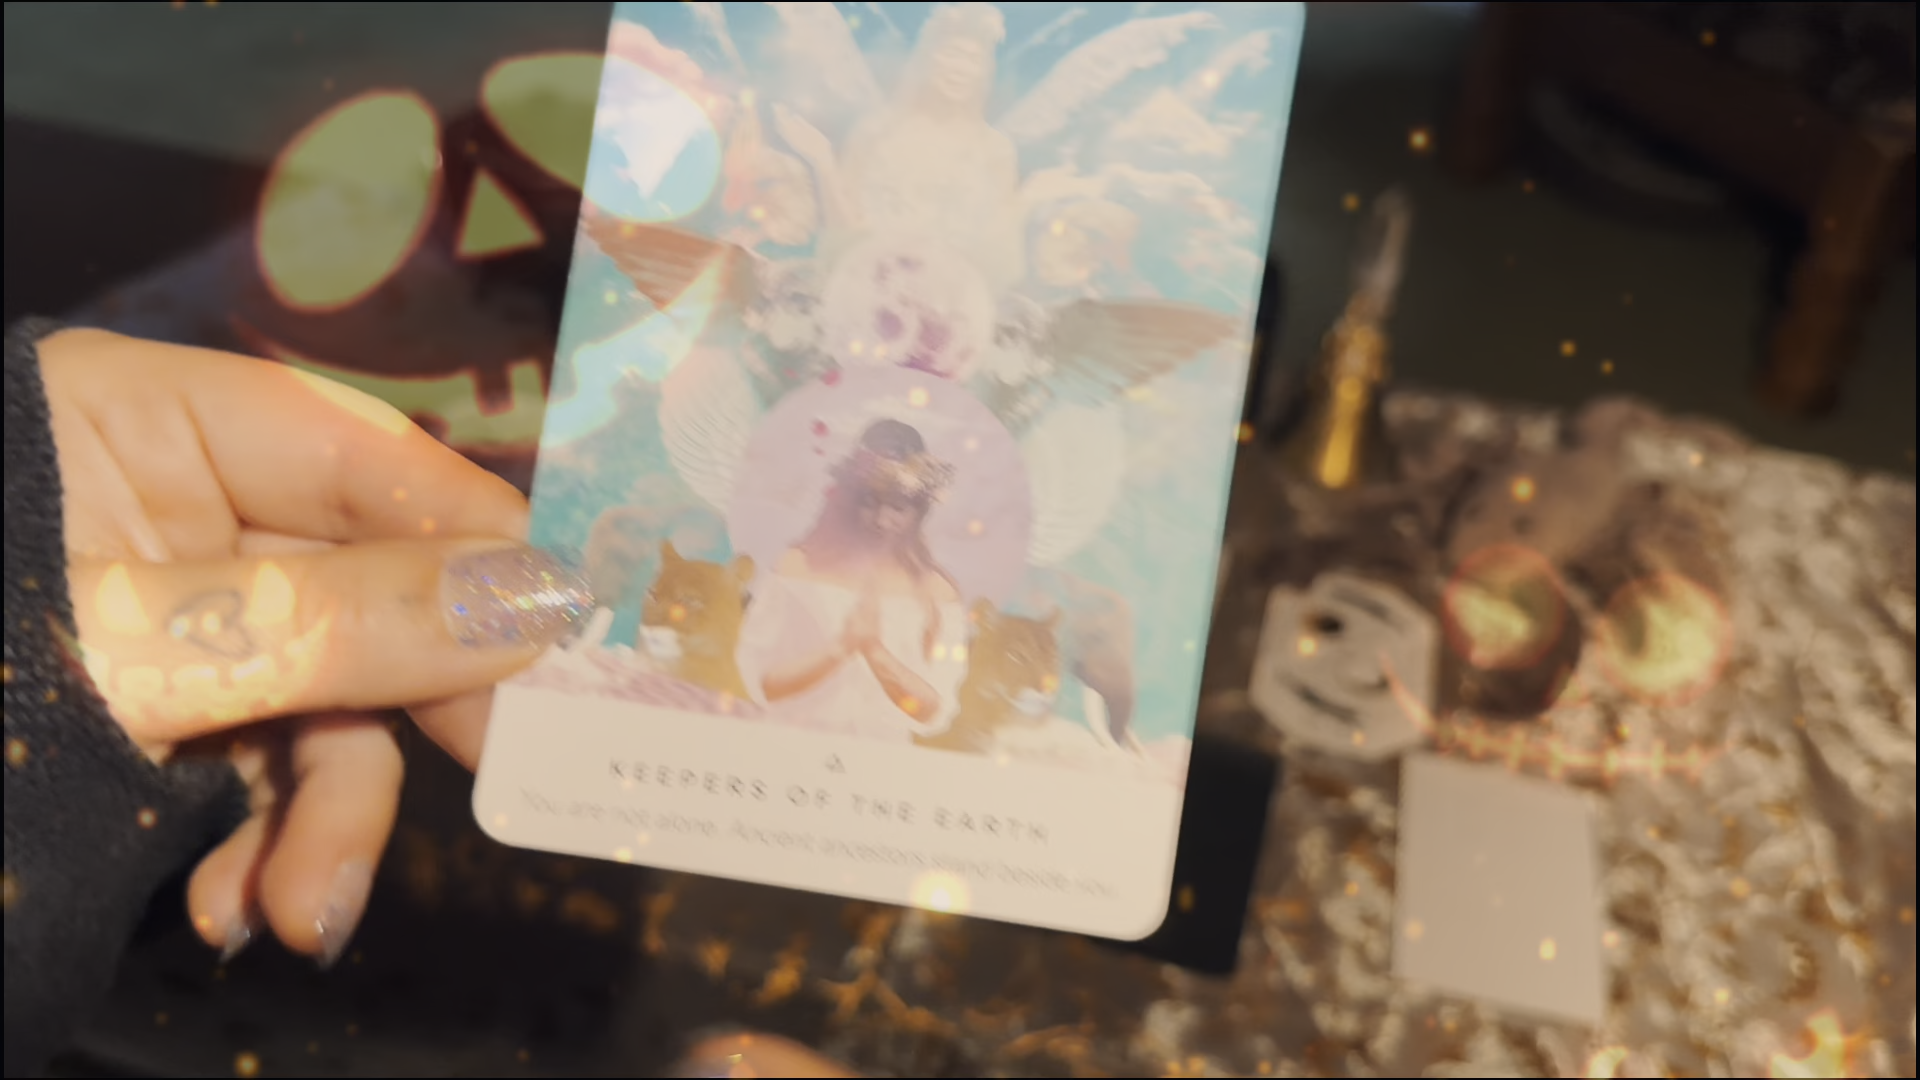 KEEPERS OF THE EARTH
You are not alone. Ancient ancestors stand beside you.